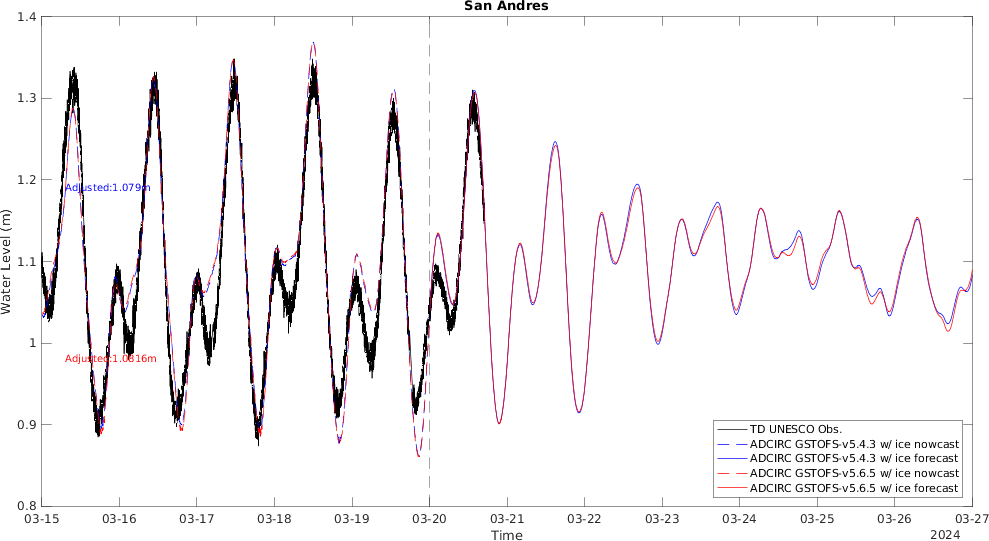 San Andres
1.4
1.3
1.2
1.1
1
0.9
0.8
Water Level (m)
Adjusted:1.079m
Adjusted:1.0316m
TD UNESCO Obs.
ADCIRC GSTOFS-v5.4.3 w/ ice nowcast
ADCIRC GSTOFS-v5.4.3 w/ ice forecast
ADCIRC GSTOFS-v5.6.5 w/ ice nowcast
ADCIRC GSTOFS-v5.6.5 w/ ice forecast
03-15 03-16 03-17 03-18 03-19 03-20 03-21 03-22 03-23 03-24 03-25 03-26 03-27
Time
2024